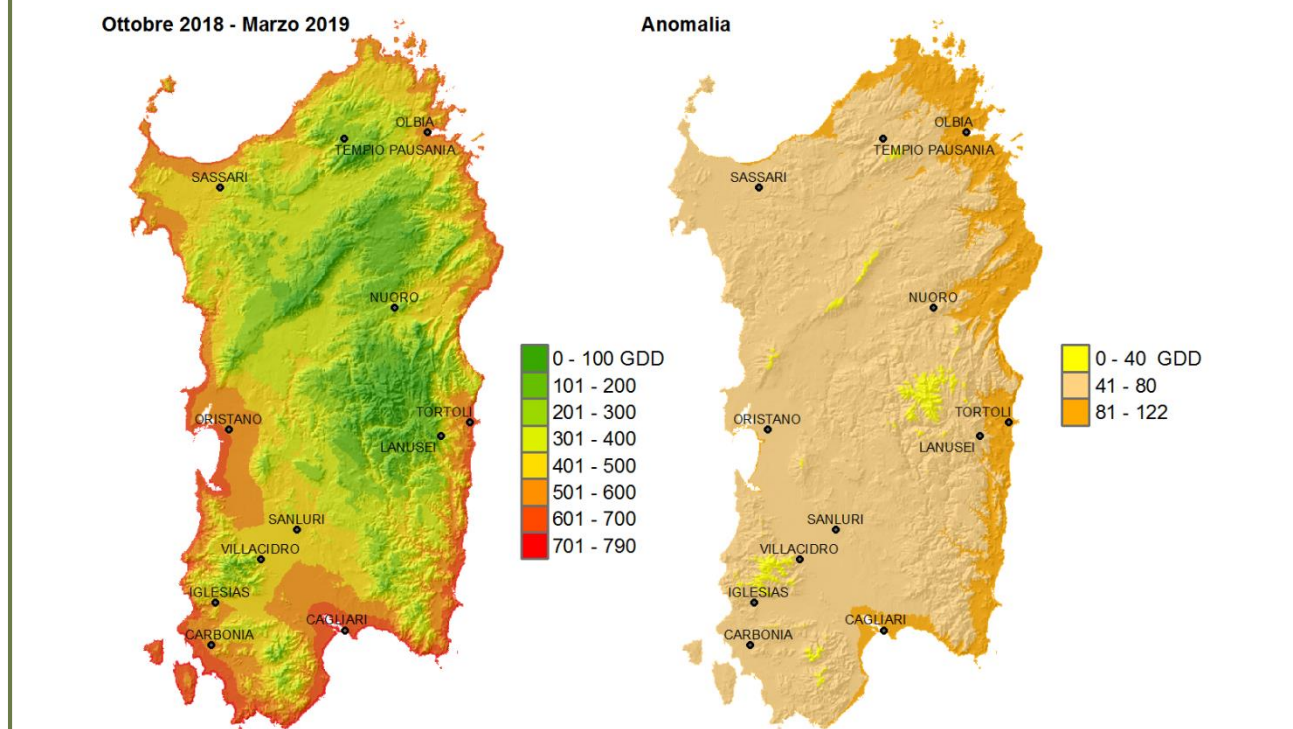 Ottobre 2018 - Marzo 2019
OLBIA
TEMPIO PAUSANIA
SASSARI
NUORO
ORISTANO
TORTOLI
LANUSEI
SANLURI
VILLACIDRO
IGLESIAS
CAGLIARI
CARBONIA
0 - 100 GDD
101 - 200
201 - 300
301 - 400
401 - 500
501 - 600
601 - 700
701 - 790
Anomalia
OLBIA
TEMPIO PAUSANIA
SASSARI
NUORO
ORISTANO
TORTOLI
LANUSEI
SANLURI
VILLACIDRO
IGLESIAS
CAGLIARI
CARBONIA
0 - 40 GDD
41 - 80
81 - 122